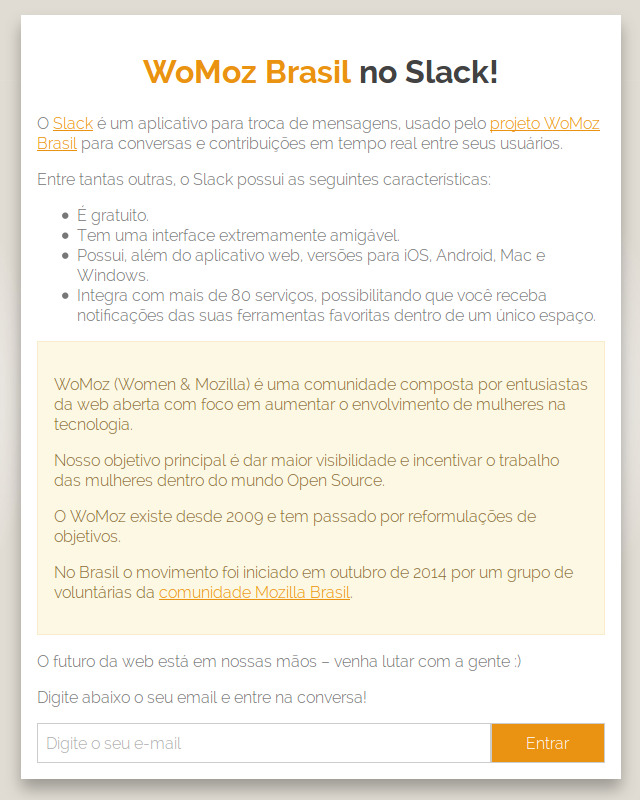 WoMoz Brasil no Slack!
O Slack é um aplicativo para troca de mensagens, usado pelo projeto WoMoz
Brasil para conversas e contribuições em tempo real entre seus usuários.
Entre tantas outras, o Slack possui as seguintes características:
É gratuito.
Tem uma interface extremamente amigável.
Possui, além do aplicativo web, versões para iOS, Android, Mac e
Windows.
Integra com mais de 80 serviços, possibilitando que você receba
notificações das suas ferramentas favoritas dentro de um único espaço.
WoMoz (Women & Mozilla) é uma comunidade composta por entusiastas
da web aberta com foco em aumentar o envolvimento de mulheres na
tecnologia.
Nosso objetivo principal é dar maior visibilidade e incentivar o trabalho
das mulheres dentro do mundo Open Source.
O WoMoz existe desde 2009 e tem passado por reformulações de
objetivos.
No Brasil o movimento foi iniciado em outubro de 2014 por um grupo de
voluntárias da comunidade Mozilla Brasil.
O futuro da web está em nossas mãos – venha lutar com a gente :)
Digite abaixo o seu email e entre na conversa!
Digite o seu e-mail Entrar